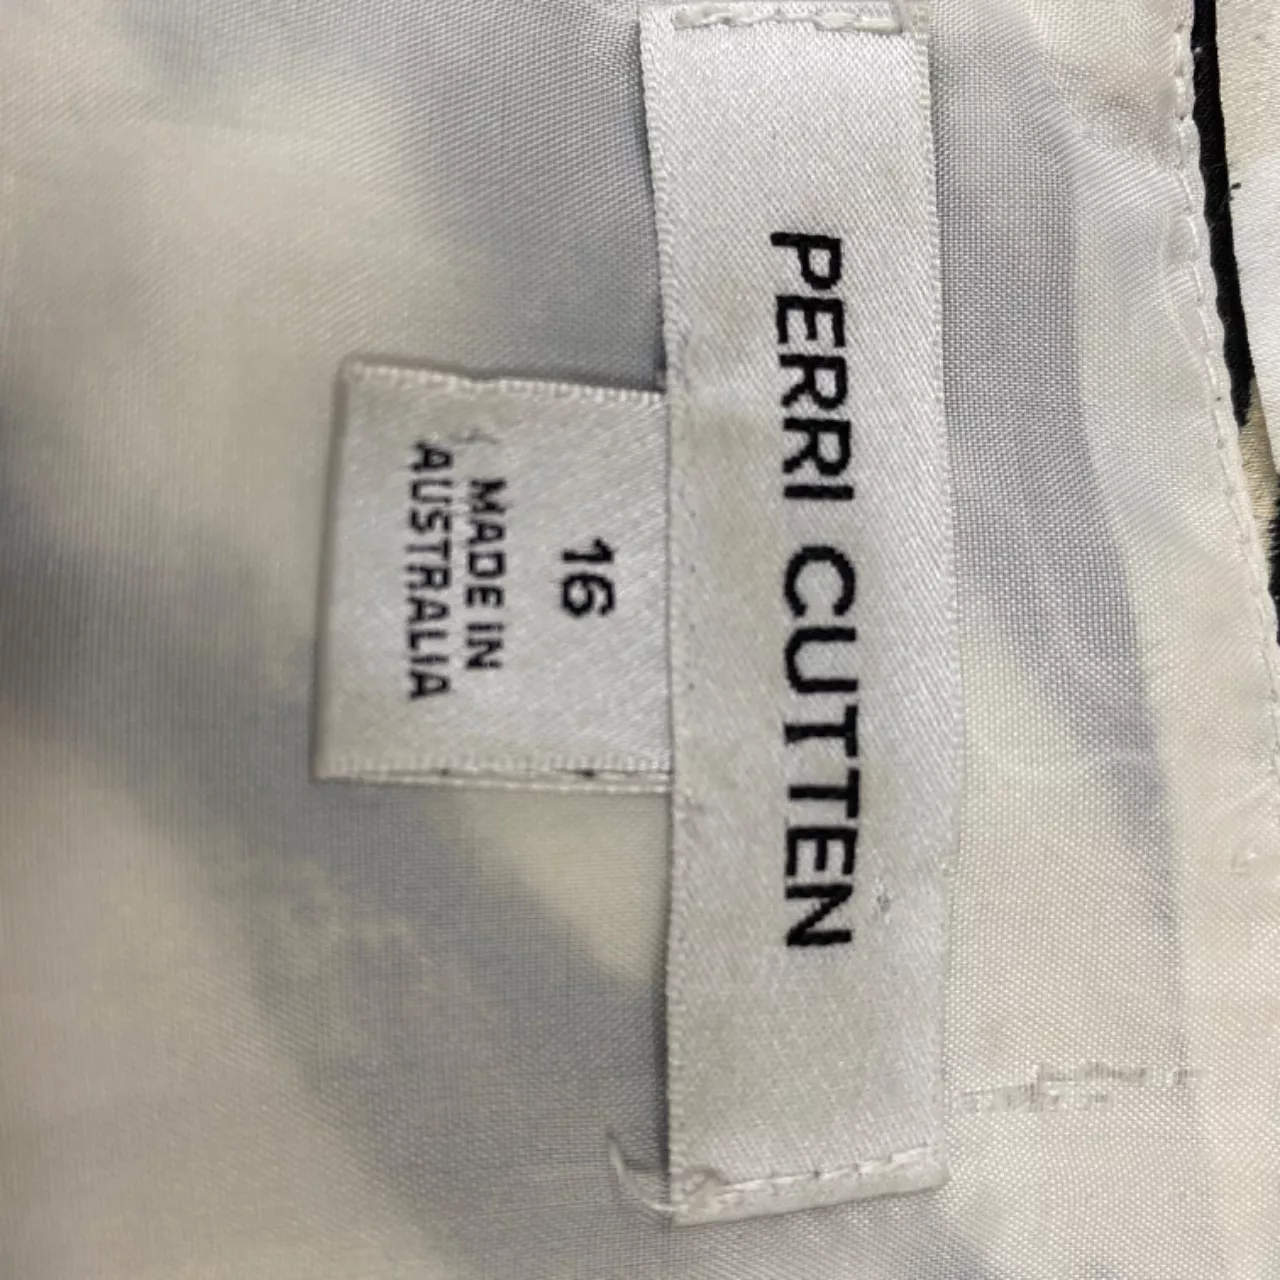 PERRI CUTTEN
16
MADE IN
AUSTRALIA